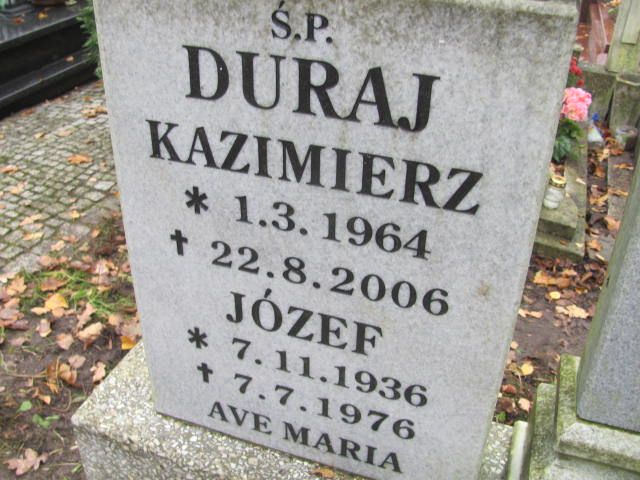 Ś.P.
DURAJ
KAZIMIERZ
* 1.3.1964
† 22.8.2006
JÓZEF
* 7.11.1936
† 7.7.1976
AVE MARIA